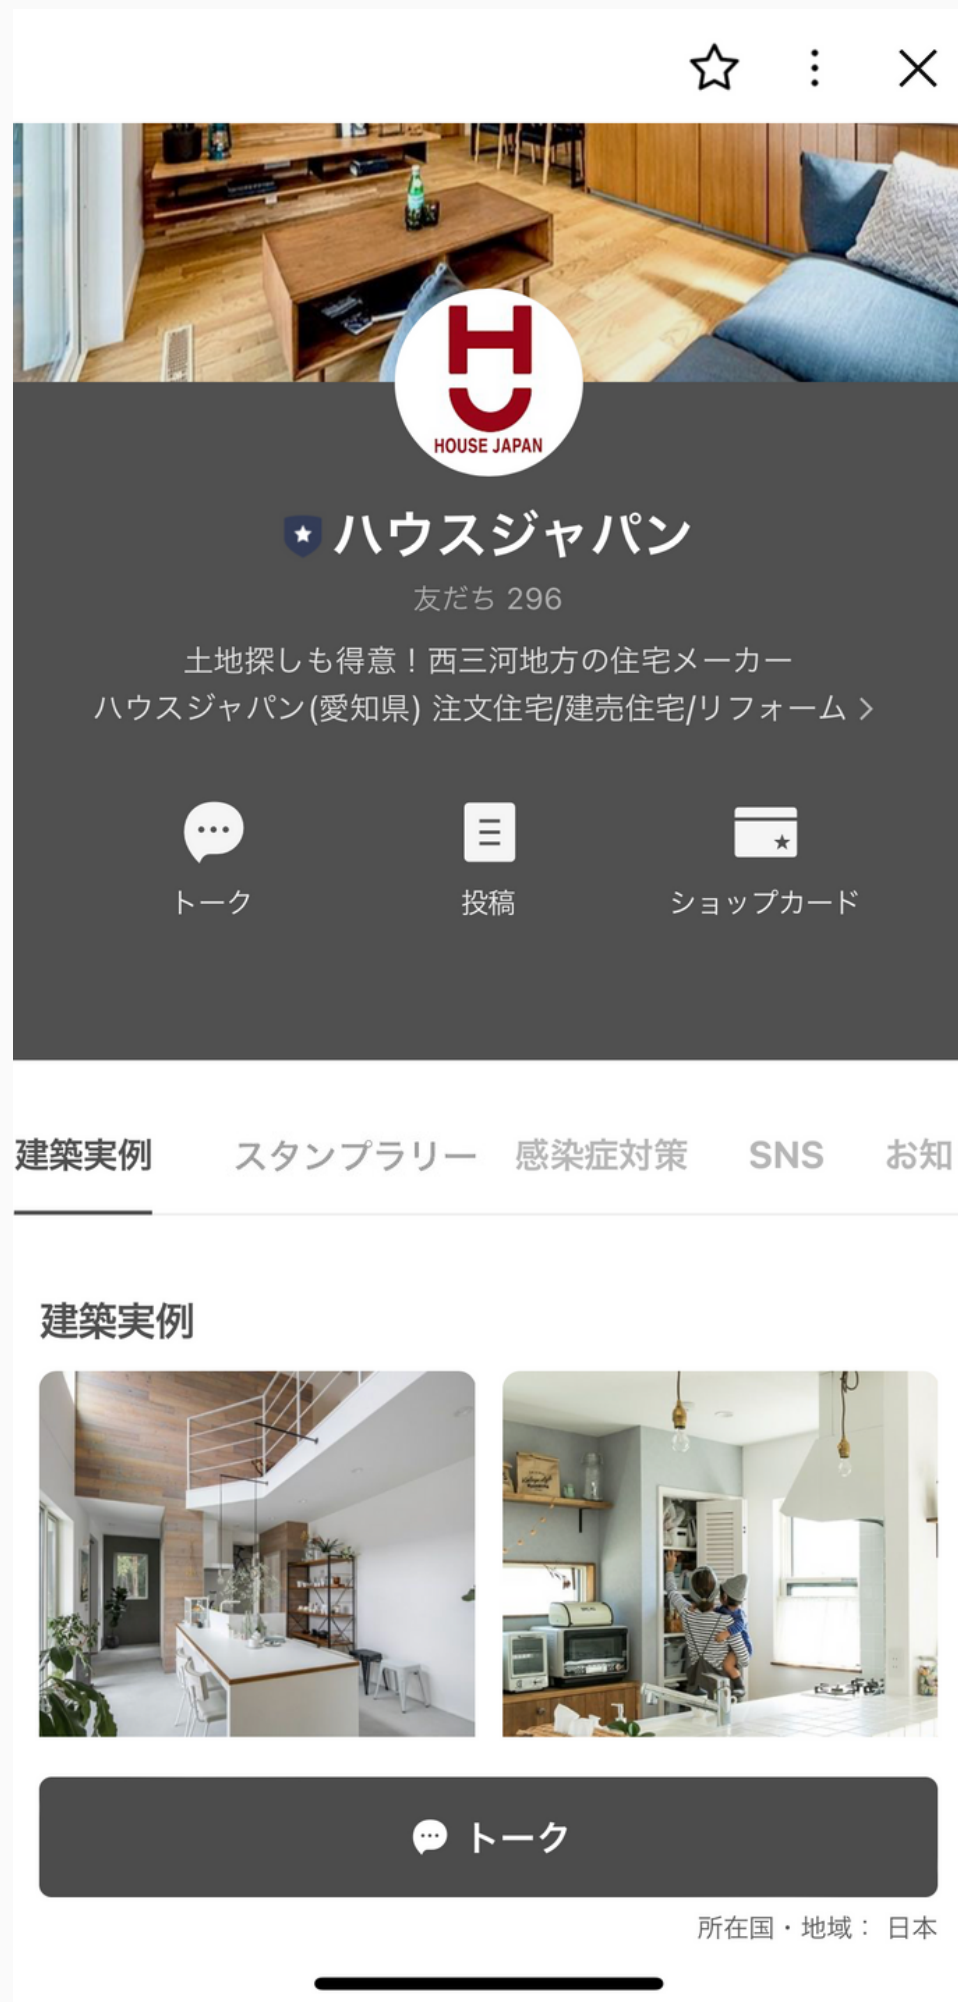 HOUSE JAPAN
ハウスジャパン
友だち 296
土地探しも得意！西三河地方の住宅メーカー
ハウスジャパン(愛知県) 注文住宅/建売住宅/リフォーム
トーク
投稿
ショップカード
建築実例
スタンプラリー
感染症対策
SNS
お知
建築実例
トーク
所在国・地域： 日本